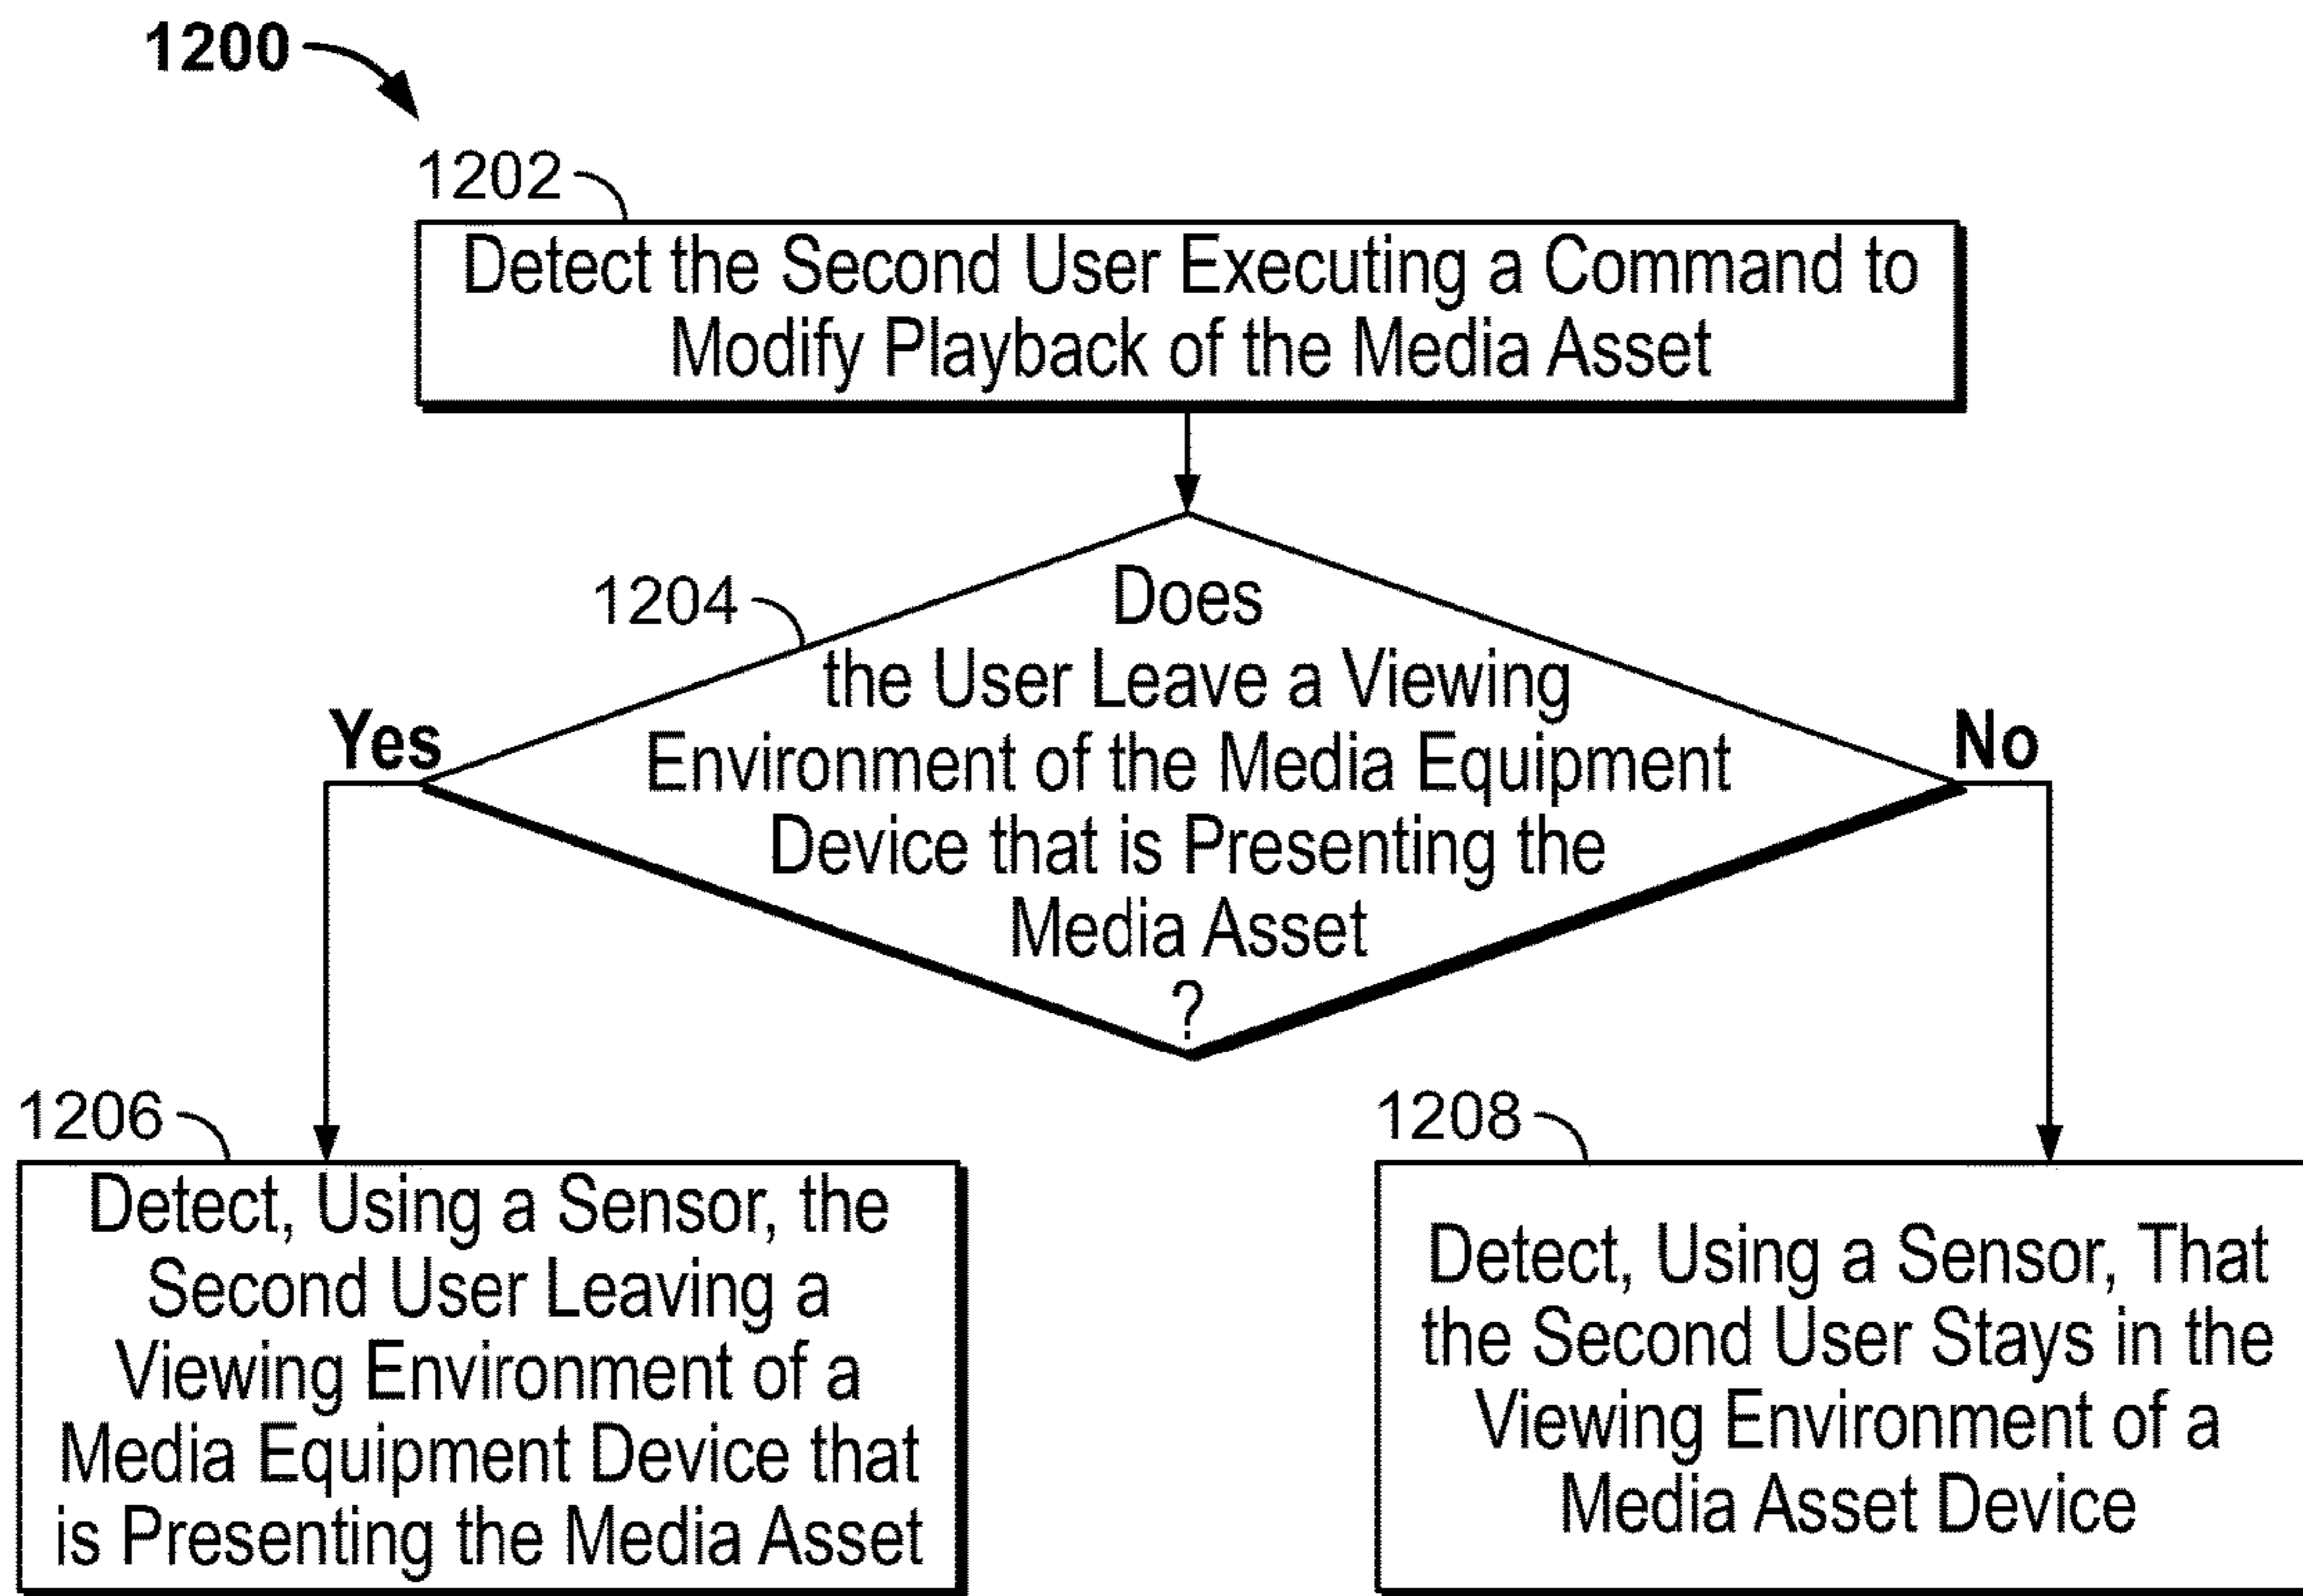 1200
1202
Detect the Second User Executing a Command to
Modify Playback of the Media Asset
1204
Does
the User Leave a Viewing
Environment of the Media Equipment
Device that is Presenting the
Media Asset
?
Yes
No
1206
Detect, Using a Sensor, the
Second User Leaving a
Viewing Environment of a
Media Equipment Device that
is Presenting the Media Asset
1208
Detect, Using a Sensor, That
the Second User Stays in the
Viewing Environment of a
Media Asset Device